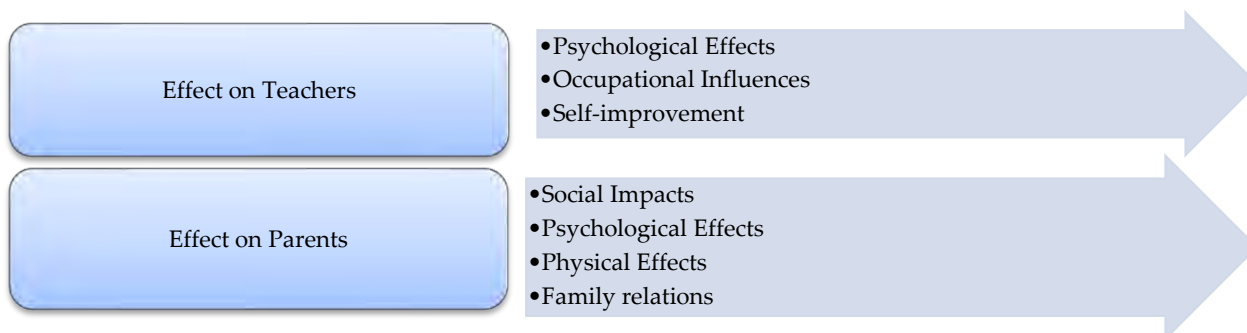 Effect on Teachers
•Psychological Effects
•Occupational Influences
•Self-improvement
Effect on Parents
•Social Impacts
•Psychological Effects
•Physical Effects
•Family relations